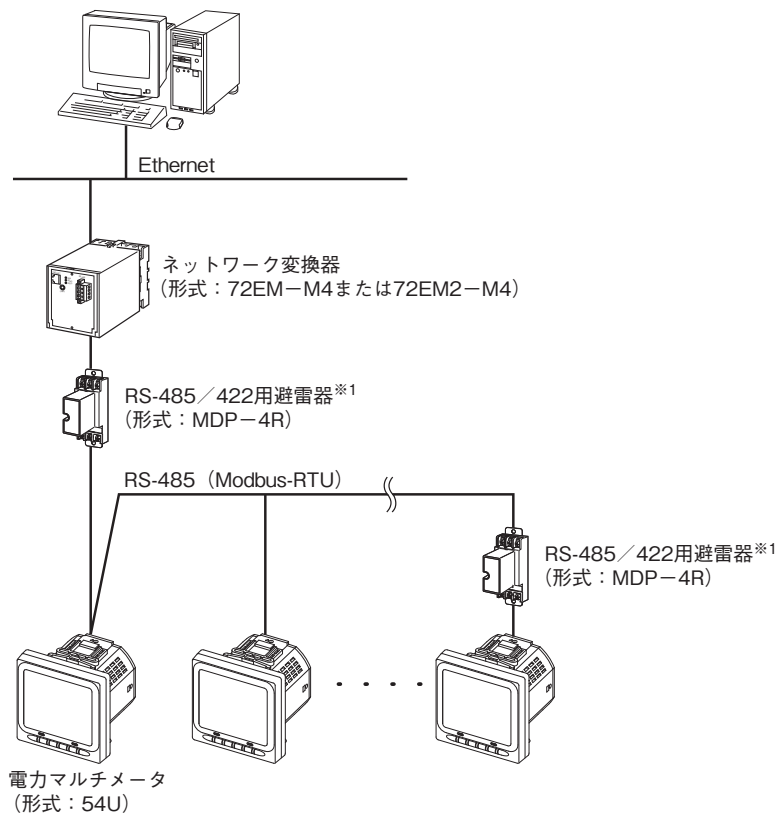 Ethernet
ネットワーク変換器
（形式：72EM－M4または72EM2－M4）
RS-485／422用避雷器※1
（形式：MDP－4R）
RS-485（Modbus-RTU）
RS-485／422用避雷器※1
（形式：MDP－4R）
電力マルチメータ
（形式：54U）